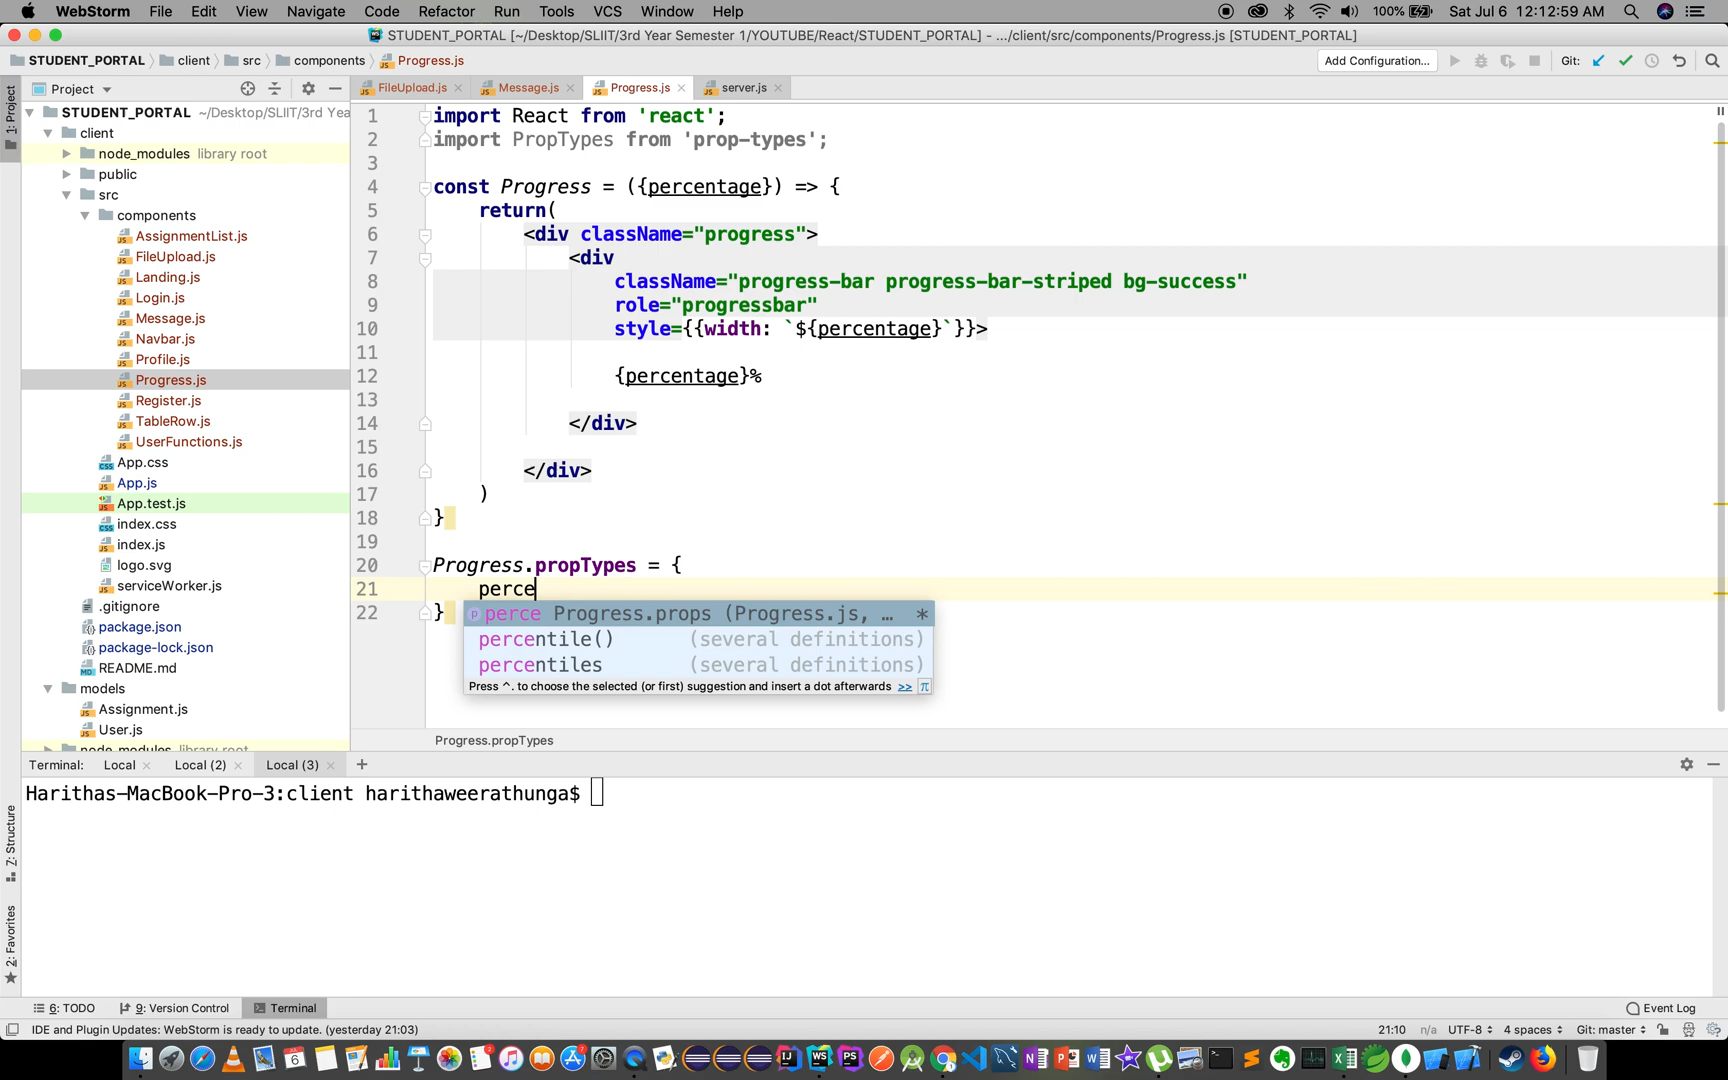 WebStorm File Edit View Navigate Code Refactor Run Tools VCS Window Help 100% Sat Jul 6 12:12:59 AM
STUDENT_PORTAL [~/Desktop/SLIIT/3rd Year Semester 1/YOUTUBE/React/STUDENT_PORTAL] - .../client/src/components/Progress.js [STUDENT_PORTAL]
STUDENT_PORTAL client src components Progress.js Add Configuration... Git:
Project FileUpload.js Message.js Progress.js server.js
1: Project
STUDENT_PORTAL ~/Desktop/SLIIT/3rd Yea
client
node_modules library root
public
src
components
AssignmentList.js
FileUpload.js
Landing.js
Login.js
Message.js
Navbar.js
Profile.js
Progress.js
Register.js
TableRow.js
UserFunctions.js
App.css
App.js
App.test.js
index.css
index.js
logo.svg
serviceWorker.js
.gitignore
package.json
package-lock.json
README.md
models
Assignment.js
User.js
node_modules library root
1 import React from 'react';
2 import PropTypes from 'prop-types';
3
4 const Progress = ({percentage}) => {
5 return(
6 <div className="progress">
7 <div
8 className="progress-bar progress-bar-striped bg-success"
9 role="progressbar"
10 style={{width: `${percentage}`}}>
11
12 {percentage}%
13
14 </div>
15
16 </div>
17 )
18 }
19
20 Progress.propTypes = {
21 perce
22 }
perce Progress.props (Progress.js, … *
percentile() (several definitions)
percentiles (several definitions)
Press ^. to choose the selected (or first) suggestion and insert a dot afterwards >> π
Progress.propTypes
Terminal: Local Local (2) Local (3) +
Harithas-MacBook-Pro-3:client harithaweerathunga$
Z: Structure
2: Favorites
6: TODO 9: Version Control Terminal Event Log
IDE and Plugin Updates: WebStorm is ready to update. (yesterday 21:03) 21:10 n/a UTF-8 4 spaces Git: master